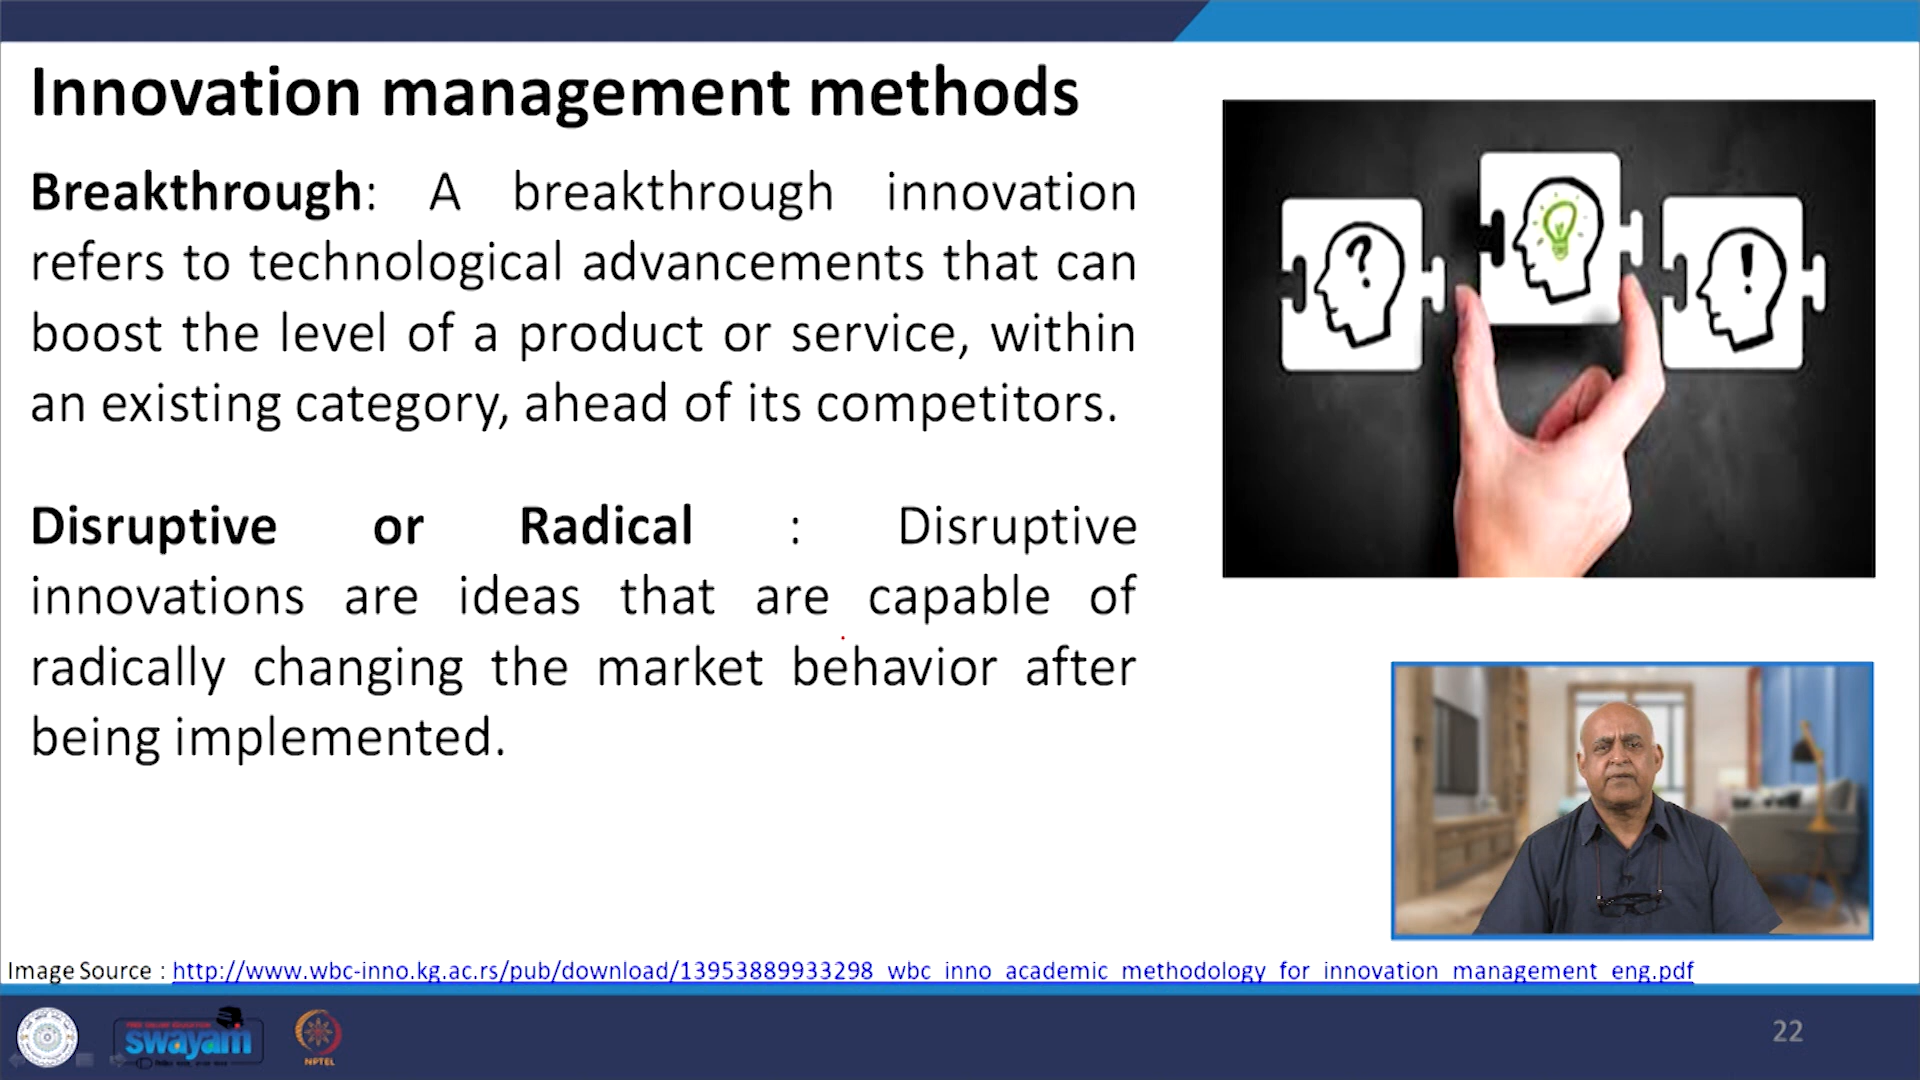 Innovation management methods
Breakthrough: A breakthrough innovation
refers to technological advancements that can
boost the level of a product or service, within
an existing category, ahead of its competitors.
Disruptive or Radical : Disruptive
innovations are ideas that are capable of
radically changing the market behavior after
being implemented.
?
!
Image Source : http://www.wbc-inno.kg.ac.rs/pub/download/13953889933298_wbc_inno_academic_methodology_for_innovation_management_eng.pdf
swayam
NPTEL
22